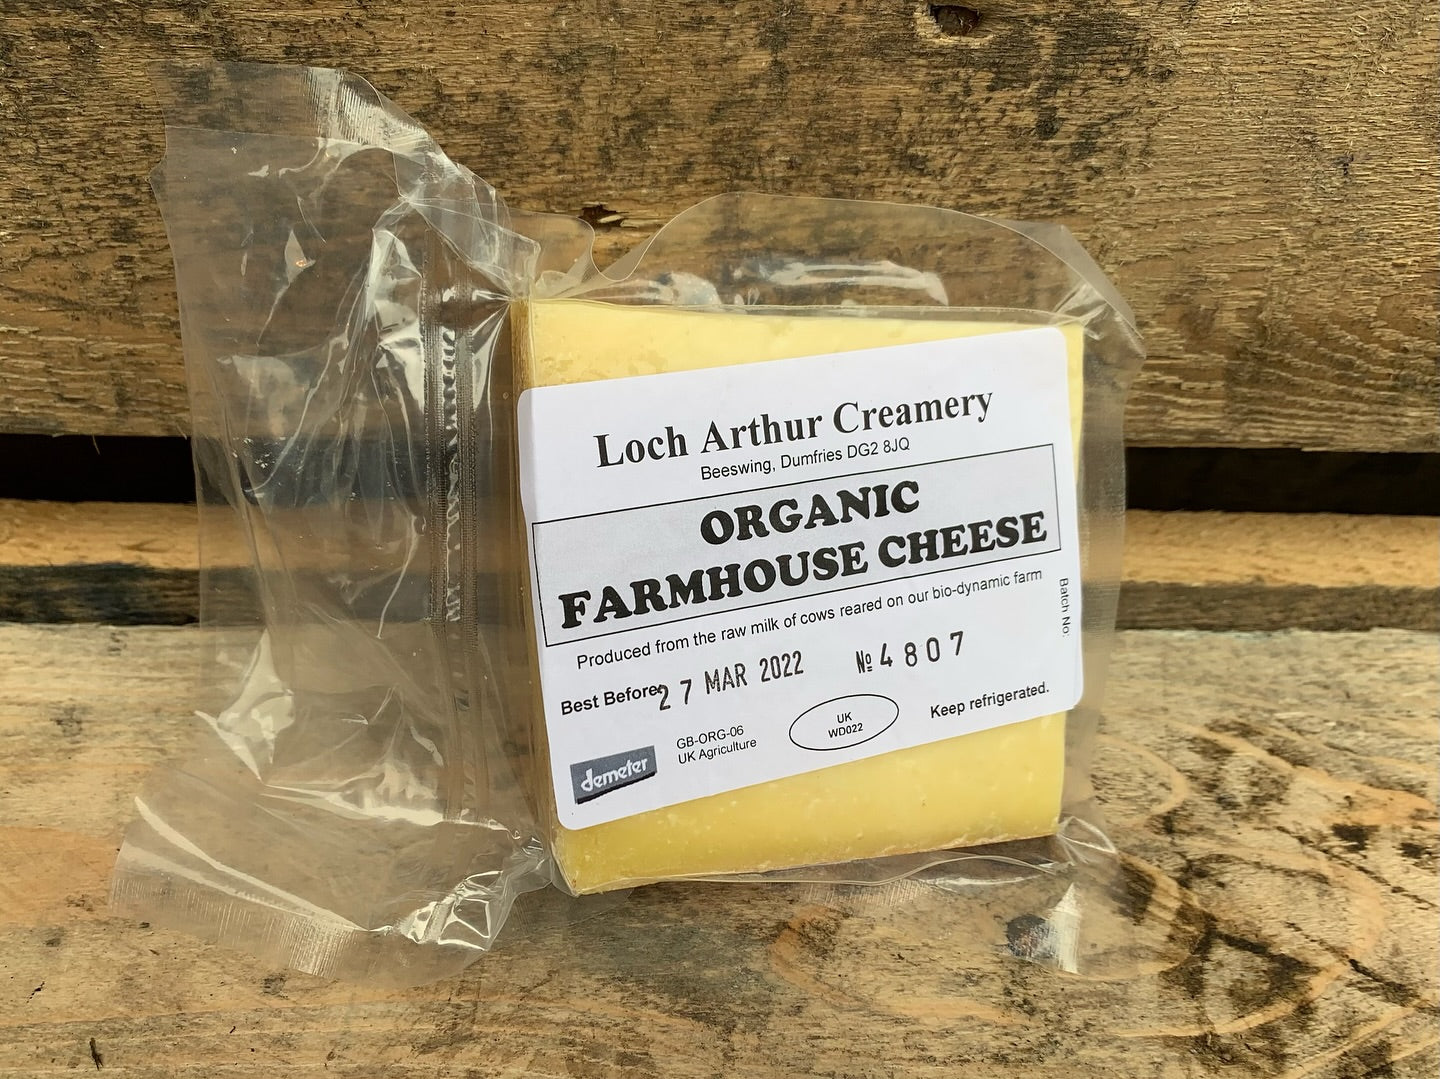 Loch Arthur Creamery
Beeswing, Dumfries DG2 8JQ
ORGANIC
FARMHOUSE CHEESE
Produced from the raw milk of cows reared on our bio-dynamic farm
Batch No:
Best Before: 27 MAR 2022 № 4807
demeter
GB-ORG-06
UK Agriculture
UK
WD022
Keep refrigerated.